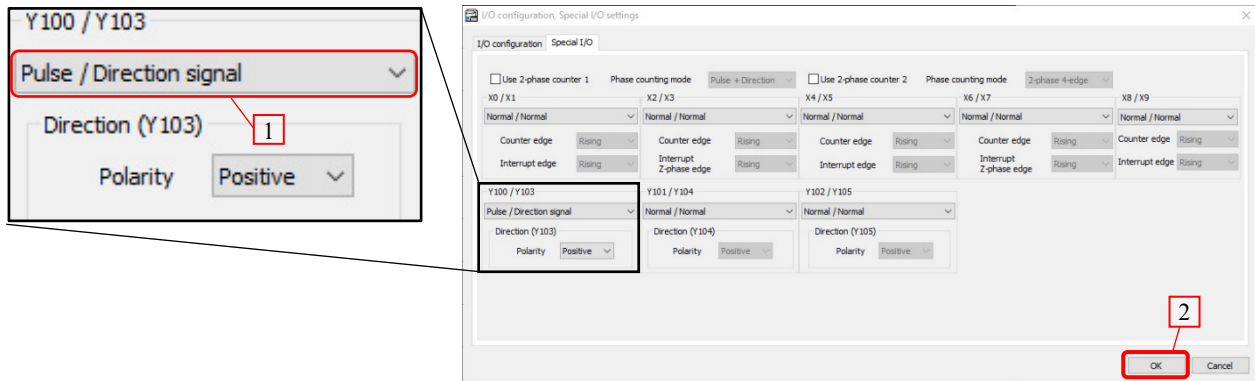 Y100 / Y103
Pulse / Direction signal
1
Direction (Y103)
Polarity Positive
I/O configuration, Special I/O settings
I/O configuration Special I/O
Use 2-phase counter 1 Phase counting mode Pulse + Direction Use 2-phase counter 2 Phase counting mode 2-phase 4-edge
X0 / X1 X2 / X3 X4 / X5 X6 / X7 X8 / X9
Normal / Normal Normal / Normal Normal / Normal Normal / Normal Normal / Normal
Counter edge Rising Counter edge Rising Counter edge Rising Counter edge Rising Counter edge Rising
Interrupt edge Rising Interrupt Z-phase edge Rising Interrupt edge Rising Interrupt Z-phase edge Rising Interrupt edge Rising
Y100 / Y103 Y101 / Y104 Y102 / Y105
Pulse / Direction signal Normal / Normal Normal / Normal
Direction (Y103) Direction (Y104) Direction (Y105)
Polarity Positive Polarity Positive Polarity Positive
2
OK Cancel